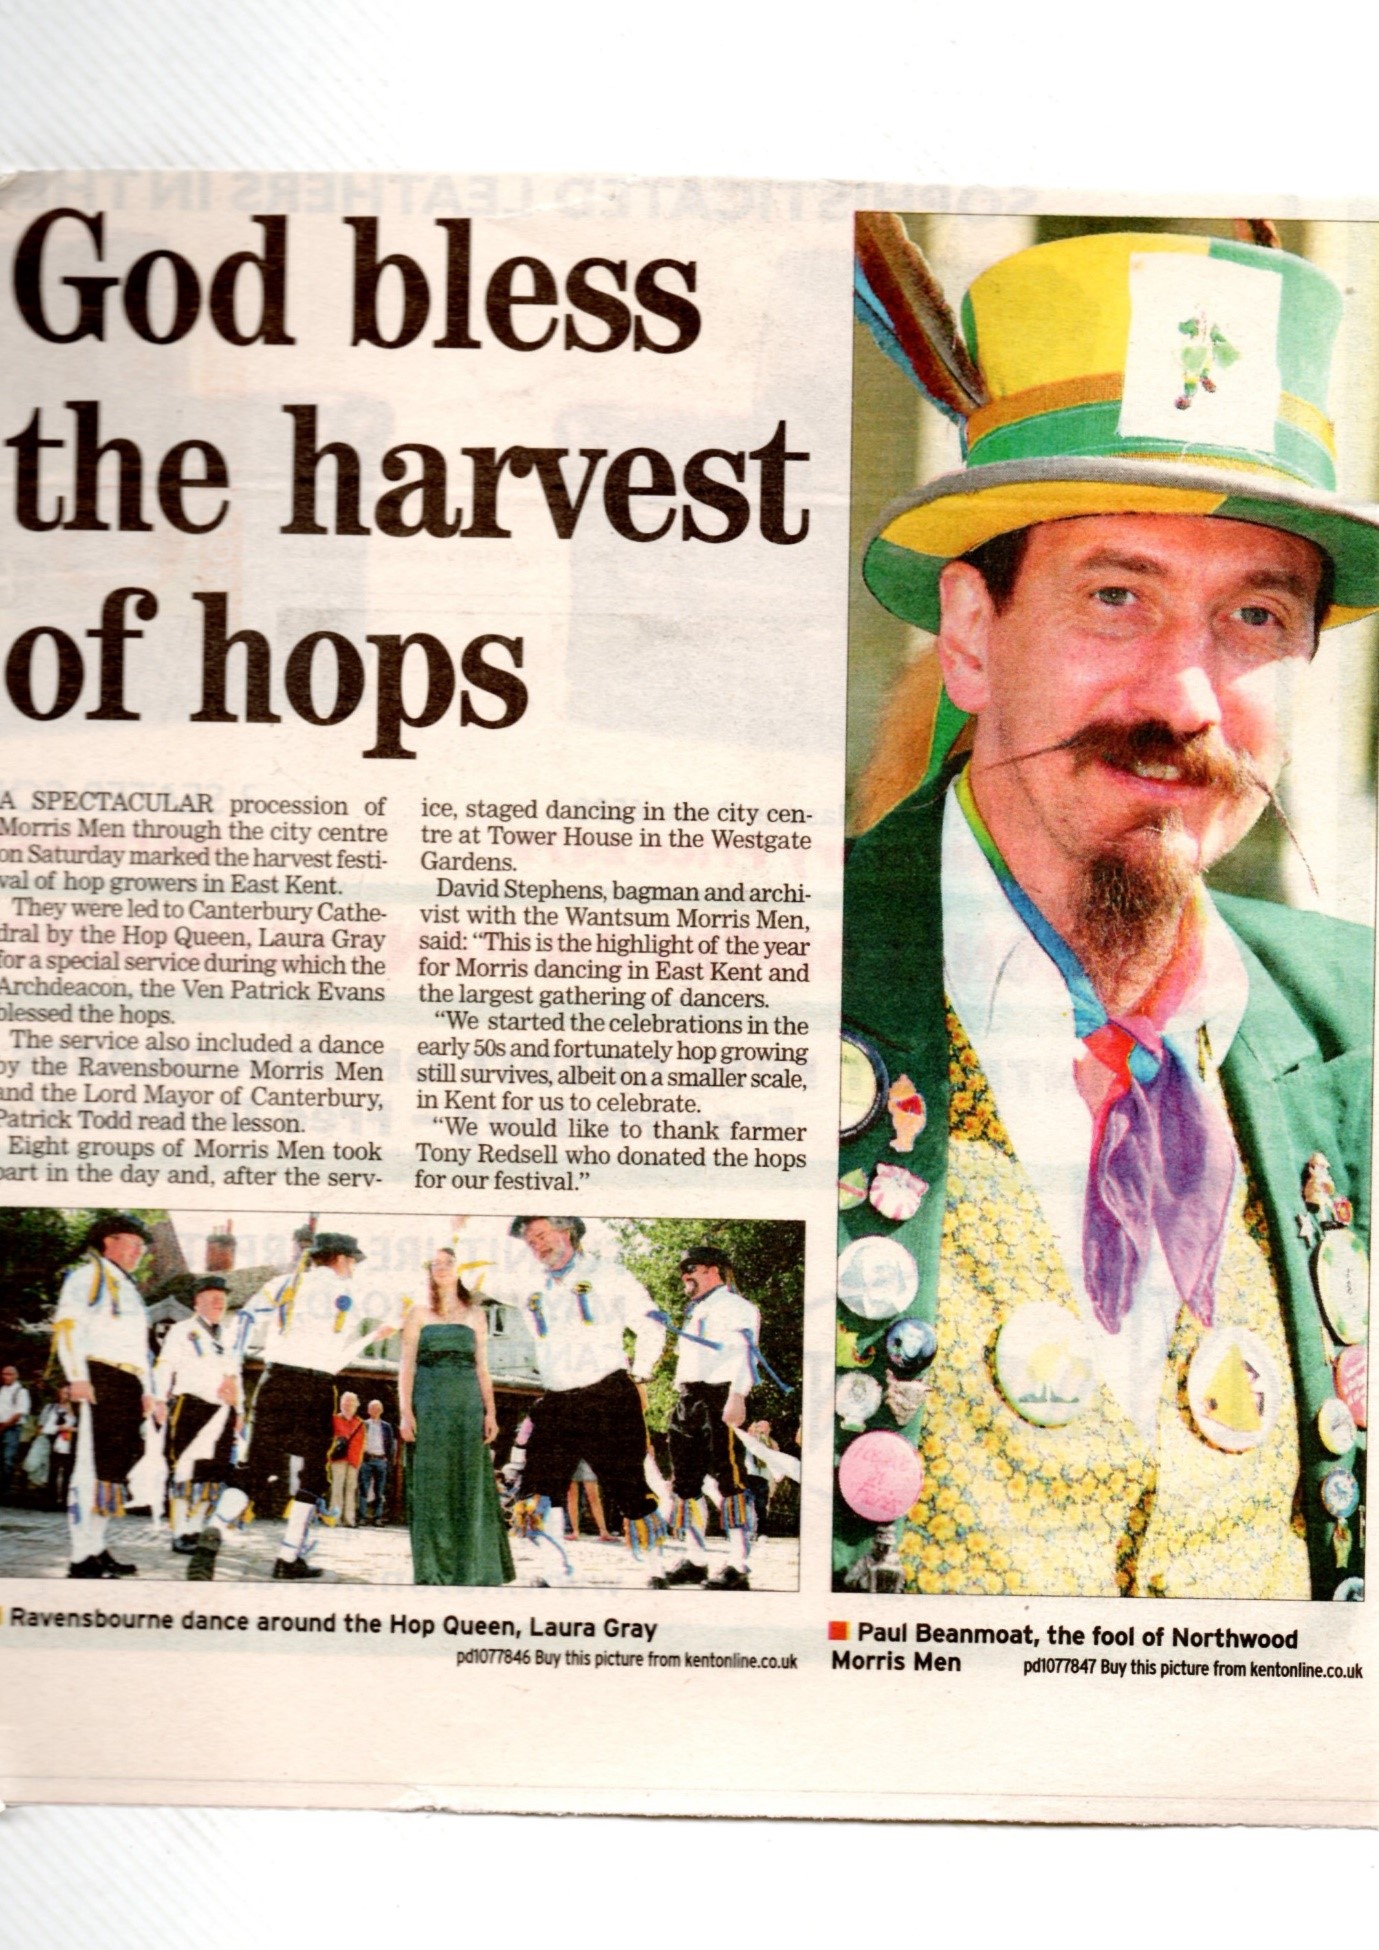 God bless
the harvest
of hops
A SPECTACULAR procession of
Morris Men through the city centre
on Saturday marked the harvest festi-
val of hop growers in East Kent.
They were led to Canterbury Cathe-
dral by the Hop Queen, Laura Gray
for a special service during which the
Archdeacon, the Ven Patrick Evans
blessed the hops.
The service also included a dance
by the Ravensbourne Morris Men
and the Lord Mayor of Canterbury,
Patrick Todd read the lesson.
Eight groups of Morris Men took
part in the day and, after the serv-
ice, staged dancing in the city cen-
tre at Tower House in the Westgate
Gardens.
David Stephens, bagman and archi-
vist with the Wantsum Morris Men,
said: “This is the highlight of the year
for Morris dancing in East Kent and
the largest gathering of dancers.
“We started the celebrations in the
early 50s and fortunately hop growing
still survives, albeit on a smaller scale,
in Kent for us to celebrate.
“We would like to thank farmer
Tony Redsell who donated the hops
for our festival.”
Ravensbourne dance around the Hop Queen, Laura Gray
pd1077846 Buy this picture from kentonline.co.uk
Paul Beanmoat, the fool of Northwood
Morris Men pd1077847 Buy this picture from kentonline.co.uk